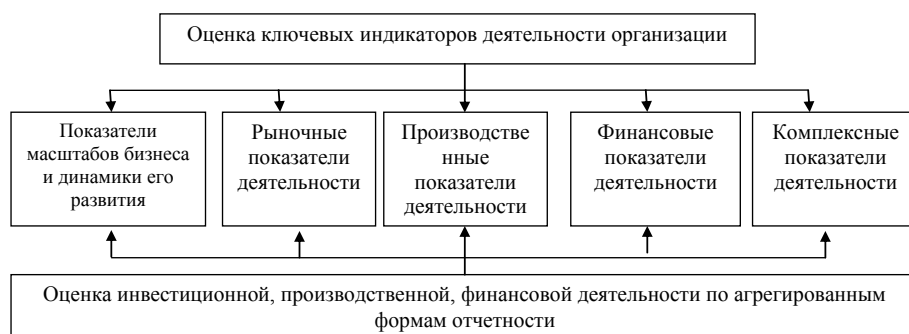 Оценка ключевых индикаторов деятельности организации
Показатели
масштабов бизнеса
и динамики его
развития
Рыночные
показатели
деятельности
Производстве
нные
показатели
деятельности
Финансовые
показатели
деятельности
Комплексные
показатели
деятельности
Оценка инвестиционной, производственной, финансовой деятельности по агрегированным
формам отчетности